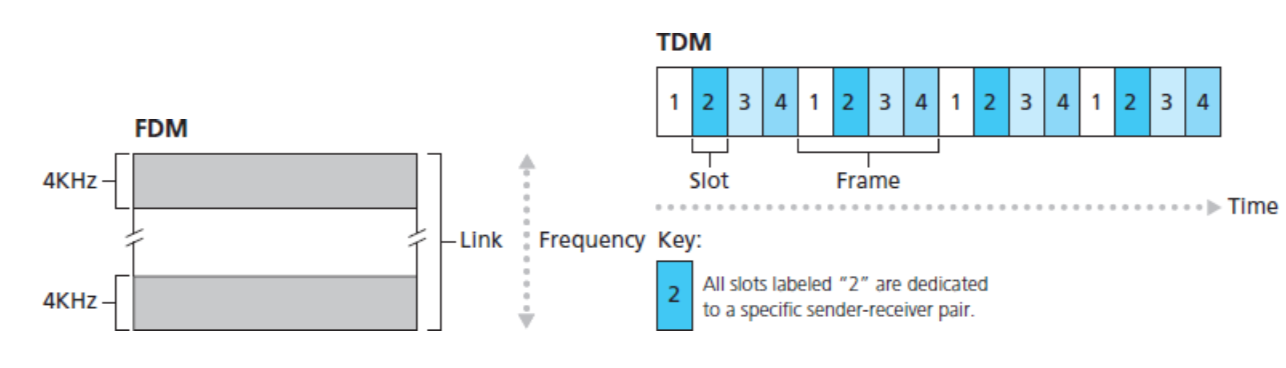 FDM
4KHz
4KHz
Link
Frequency
TDM
1 2 3 4 1 2 3 4 1 2 3 4 1 2 3 4
Slot
Frame
Time
Key:
2
All slots labeled “2” are dedicated
to a specific sender-receiver pair.